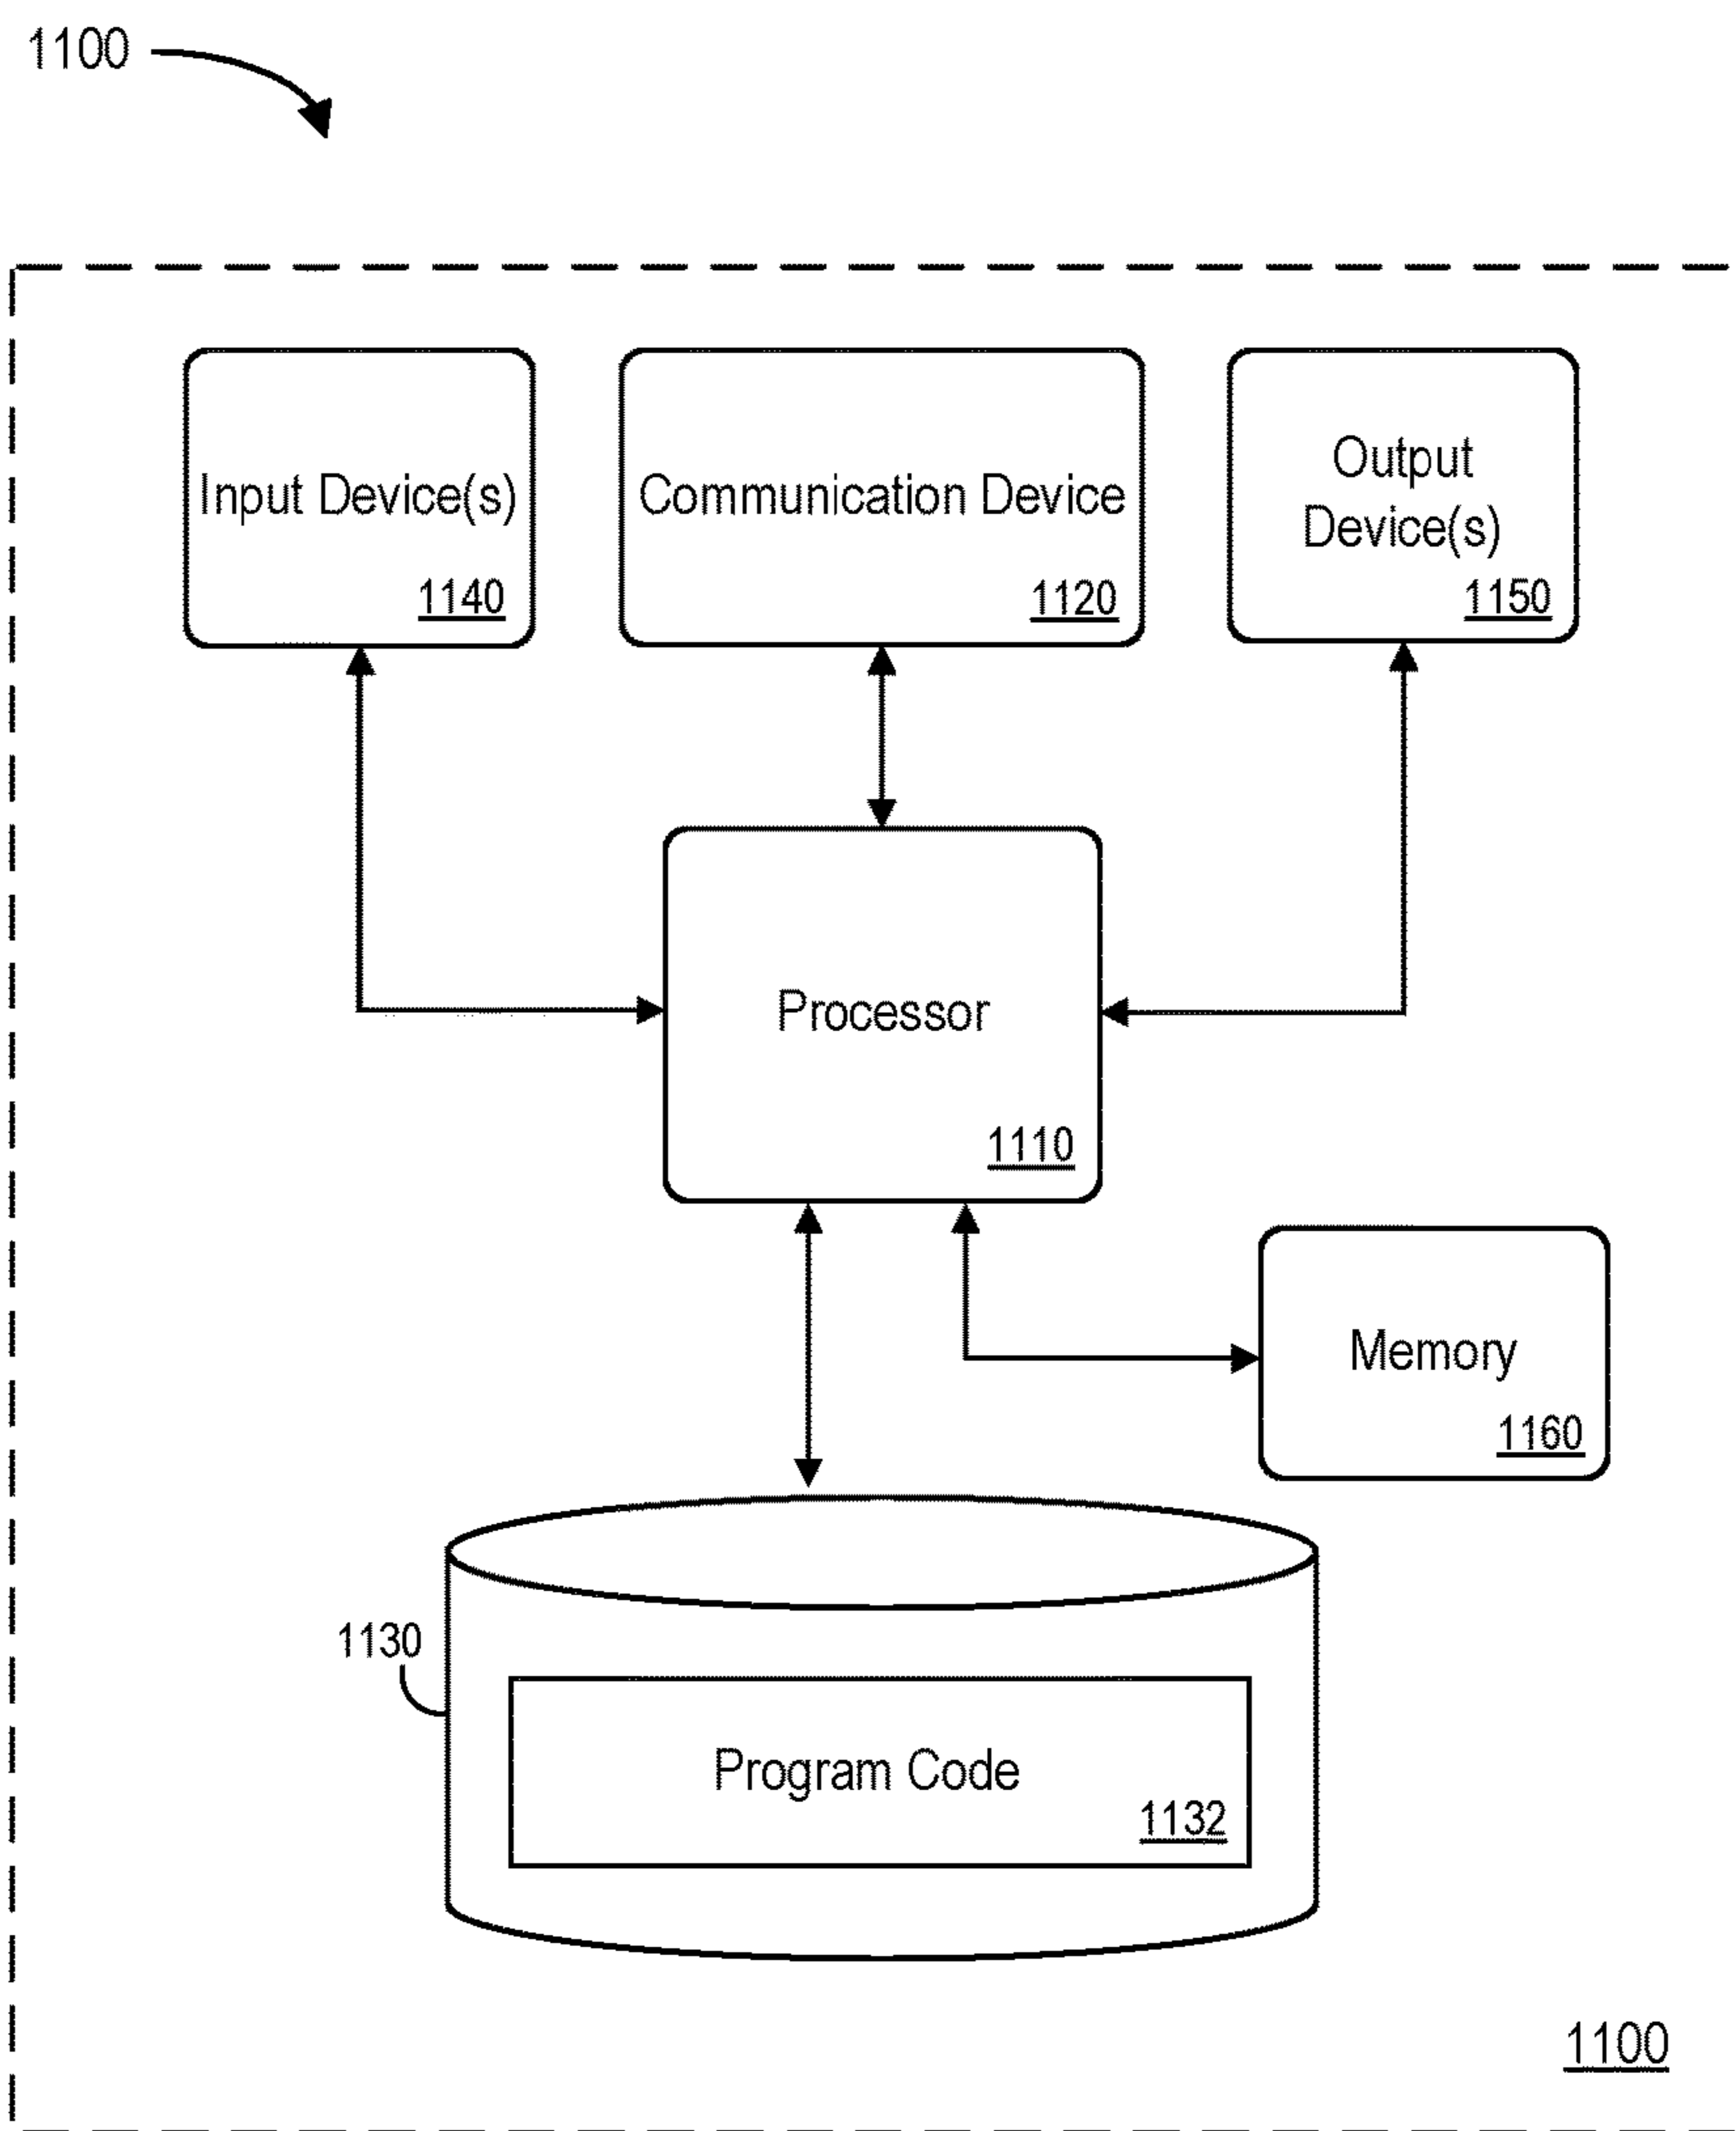 1100
Input Device(s)
1140
Communication Device
1120
Output
Device(s)
1150
Processor
1110
Memory
1160
1130
Program Code
1132
1100